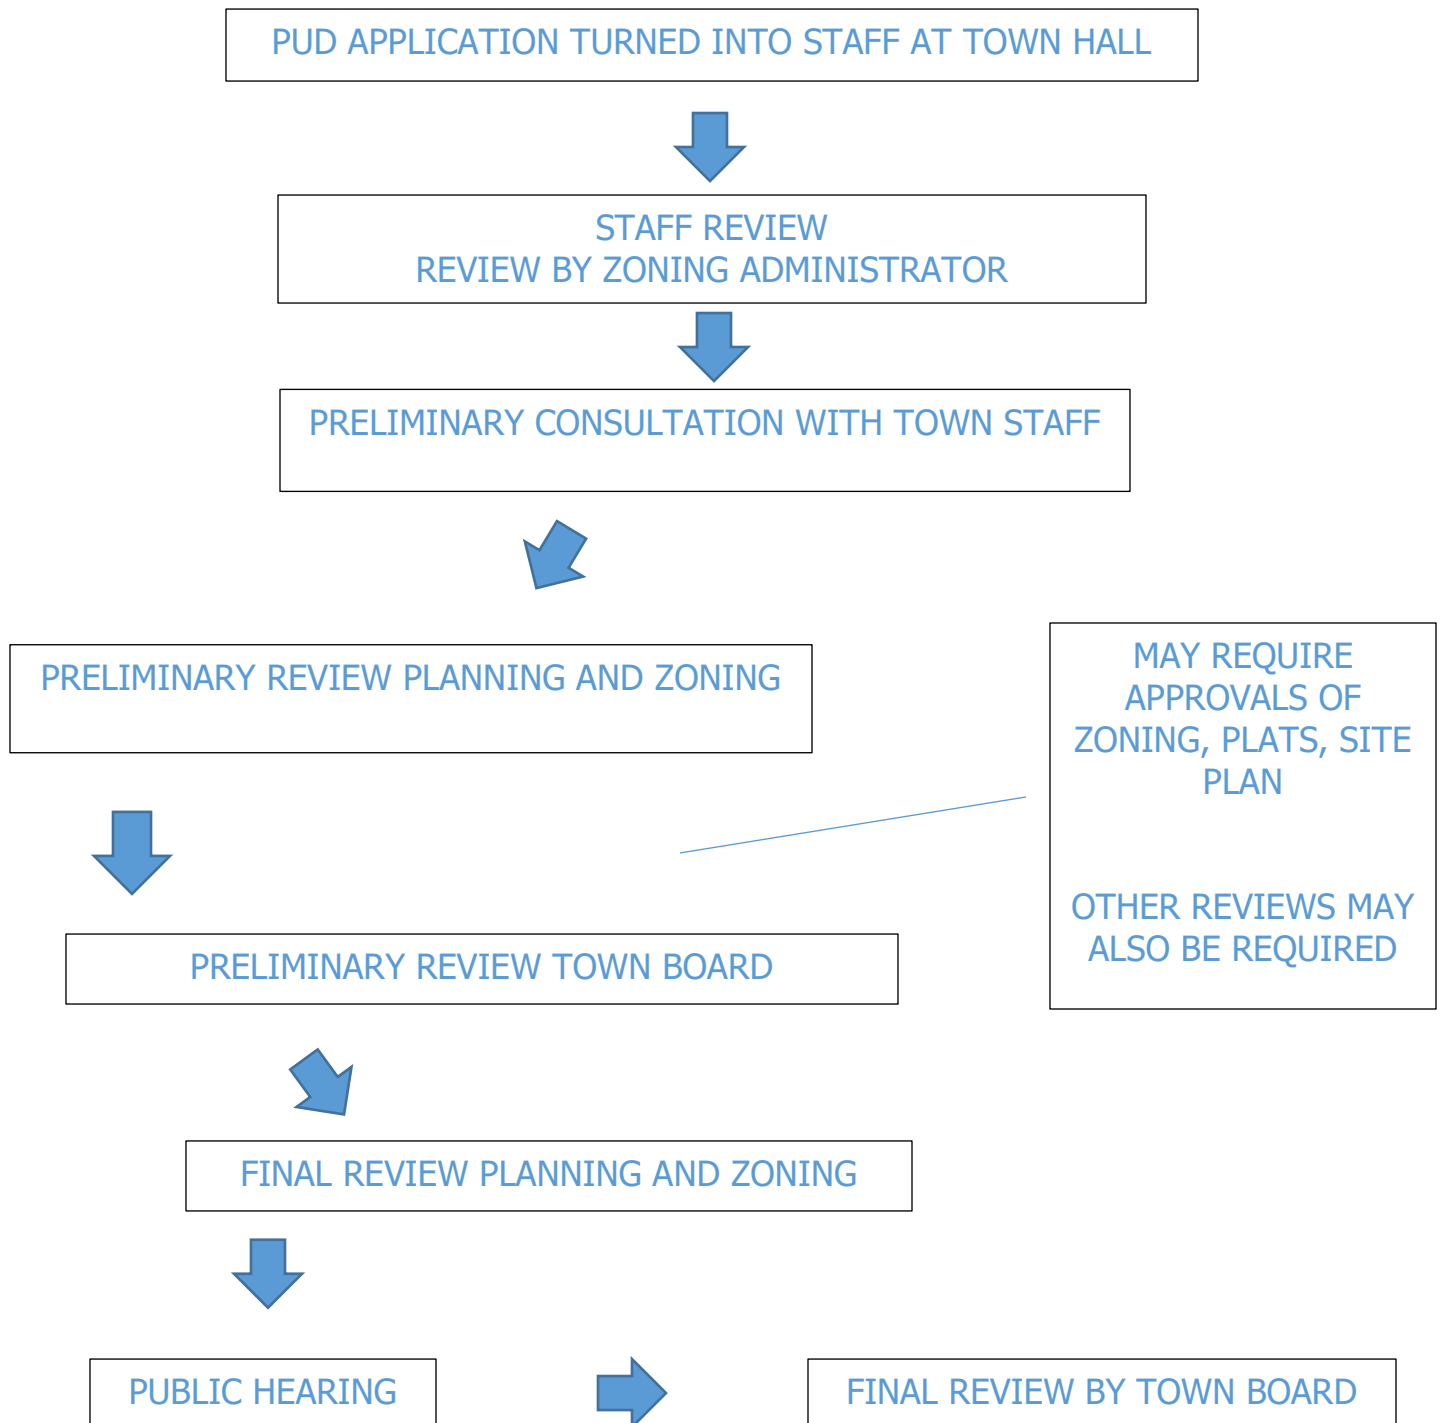 PUD APPLICATION TURNED INTO STAFF AT TOWN HALL
STAFF REVIEW
REVIEW BY ZONING ADMINISTRATOR
PRELIMINARY CONSULTATION WITH TOWN STAFF
PRELIMINARY REVIEW PLANNING AND ZONING
MAY REQUIRE
APPROVALS OF
ZONING, PLATS, SITE
PLAN
OTHER REVIEWS MAY
ALSO BE REQUIRED
PRELIMINARY REVIEW TOWN BOARD
FINAL REVIEW PLANNING AND ZONING
PUBLIC HEARING
FINAL REVIEW BY TOWN BOARD